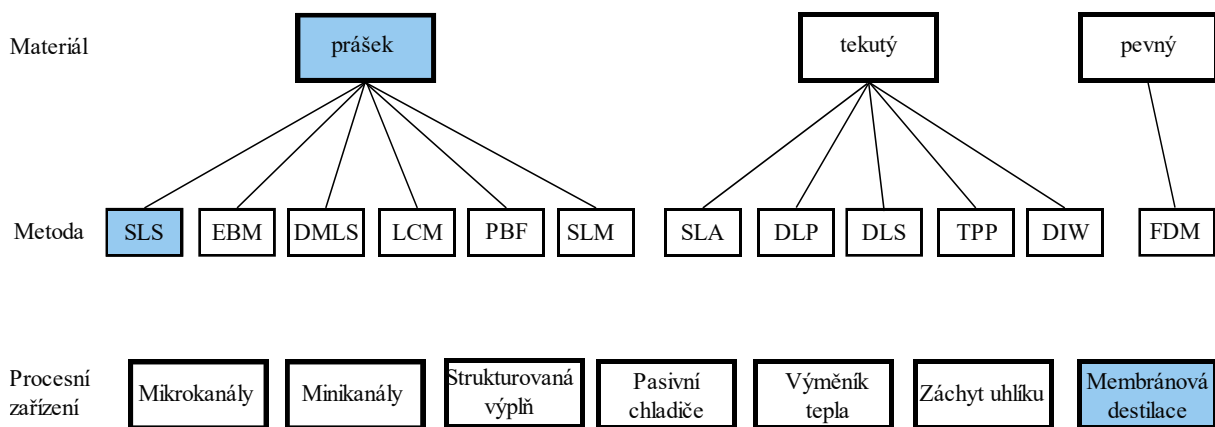 Materiál
prášek
tekutý
pevný
Metoda
SLS
EBM
DMLS
LCM
PBF
SLM
SLA
DLP
DLS
TPP
DIW
FDM
Procesní
zařízení
Mikrokanály
Minikanály
Strukturovaná
výplň
Pasivní
chladiče
Výměník
tepla
Záchyt uhlíku
Membránová
destilace